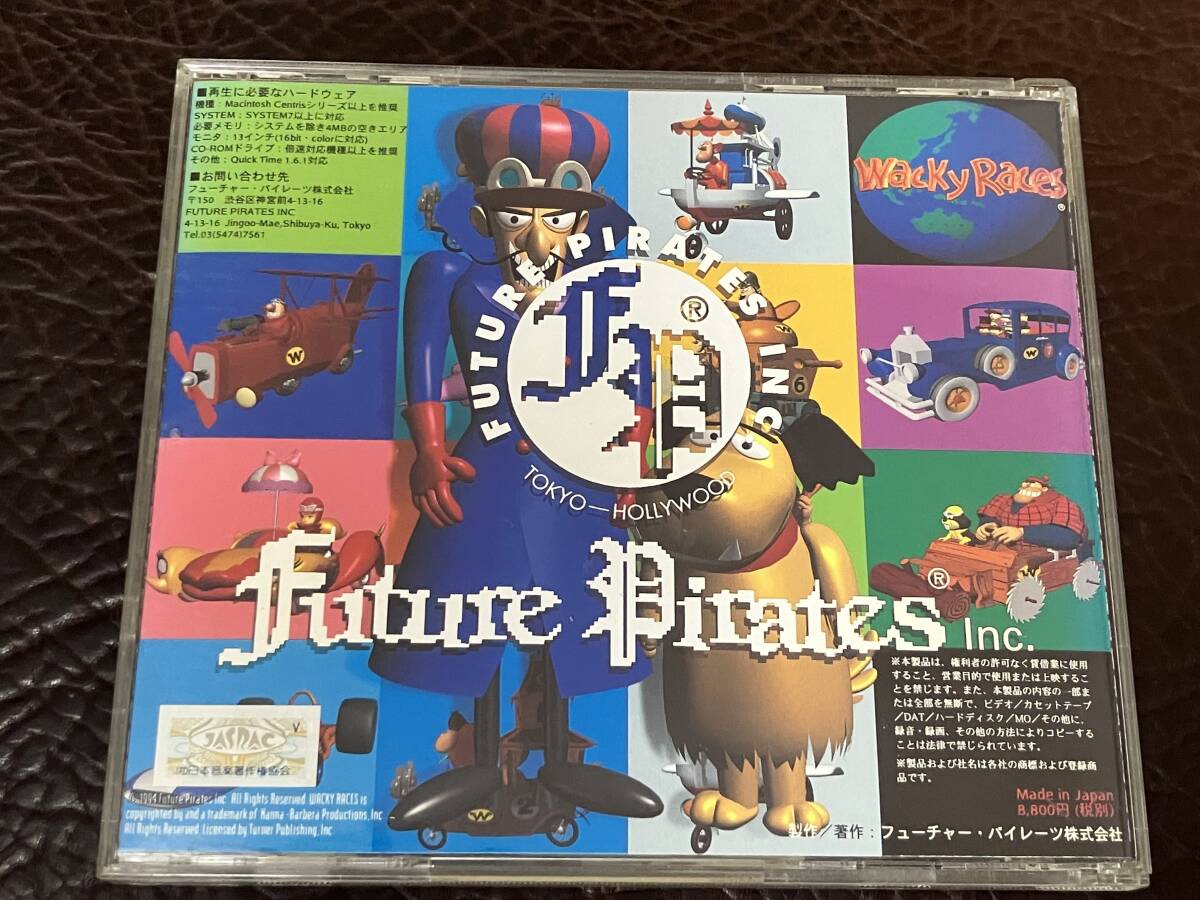 ■再生に必要なハードウェア
機種：Macintosh Centrisシリーズ以上を推奨
SYSTEM：SYSTEM7以上に対応
必要メモリ：システムを除き4MBの空きエリア
モニタ：13インチ(16bit・colorに対応)
CD-ROMドライブ：倍速対応機種以上を推奨
その他：Quick Time 1.6.1対応
■お問い合わせ先
フューチャー・パイレーツ株式会社
〒150 渋谷区神宮前4-13-16
FUTURE PIRATES INC
4-13-16 Jingoo-Mae,Shibuya-Ku, Tokyo
Tel.03(5474)7561
Wacky Races
®
FUTURE PIRATES INC
®
fp
TOKYO—HOLLYWOOD
W
W
7
W
6
W
Future Pirates® Inc.
※本製品は、権利者の許可なく賃借業に使用
すること、営業目的で使用または上映するこ
とを禁じます。また、本製品の内容の一部ま
たは全部を無断で、ビデオ／カセットテープ
／DAT／ハードディスク／MO／その他に、
録音・録画、その他の方法によりコピーする
ことは法律で禁じられています。
※製品および社名は各社の商標および登録商
品です。
Made in Japan
8,800円 (税別)
製作／著作：フューチャー・パイレーツ株式会社
V
JASRAC
日本音楽著作権協会
1994 Future Pirates Inc. All Rights Reserved WACKY RACES is
copyrighted by and a trademark of Hanna-Barbera Productions,Inc
All Rights Reserved Licensed by Turner Publishing,Inc
W
2